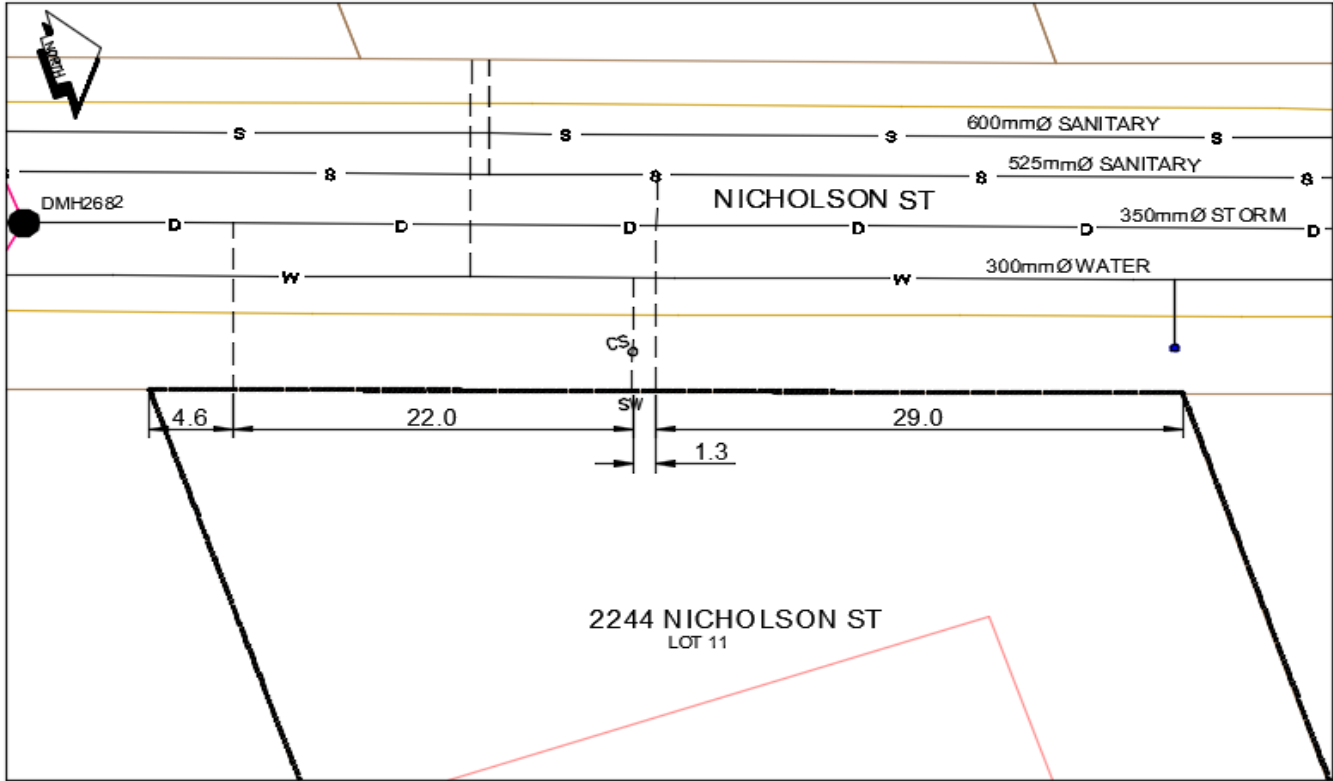 NORTH
S S S 600mmØ SANITARY S
S S S S 525mmØ SANITARY S
DMH2682
NICHOLSON ST
D D D D D 350mmØ STORM D
W W 300mmØ WATER
CS
SW
4.6 22.0 29.0
1.3
2244 NICHOLSON ST
LOT 11